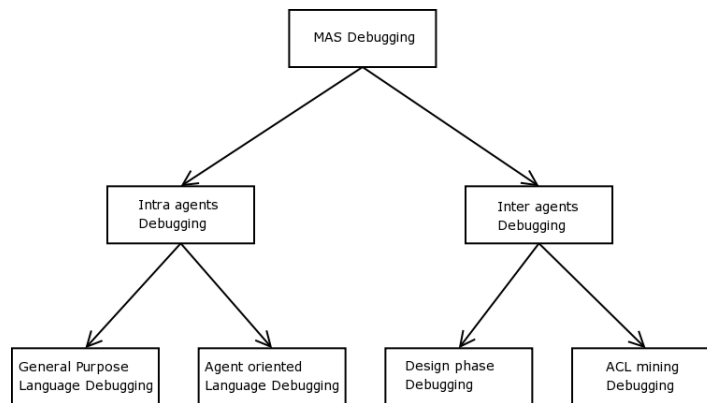 MAS Debugging
Intra agents
Debugging
Inter agents
Debugging
General Purpose
Language Debugging
Agent oriented
Language Debugging
Design phase
Debugging
ACL mining
Debugging